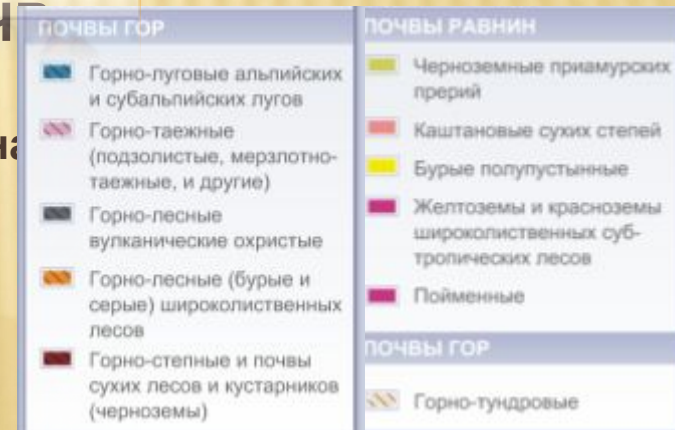 ПОЧВЫ ГОР
Горно-луговые альпийских
и субальпийских лугов
Горно-таежные
(подзолистые, мерзлотно-
таежные, и другие)
Горно-лесные
вулканические охристые
Горно-лесные (бурые и
серые) широколиственных
лесов
Горно-степные и почвы
сухих лесов и кустарников
(черноземы)
ПОЧВЫ РАВНИН
Черноземные приамурских
прерий
Каштановые сухих степей
Бурые полупустынные
Желтоземы и красноземы
широколиственных суб-
тропических лесов
Пойменные
ПОЧВЫ ГОР
Горно-тундровые